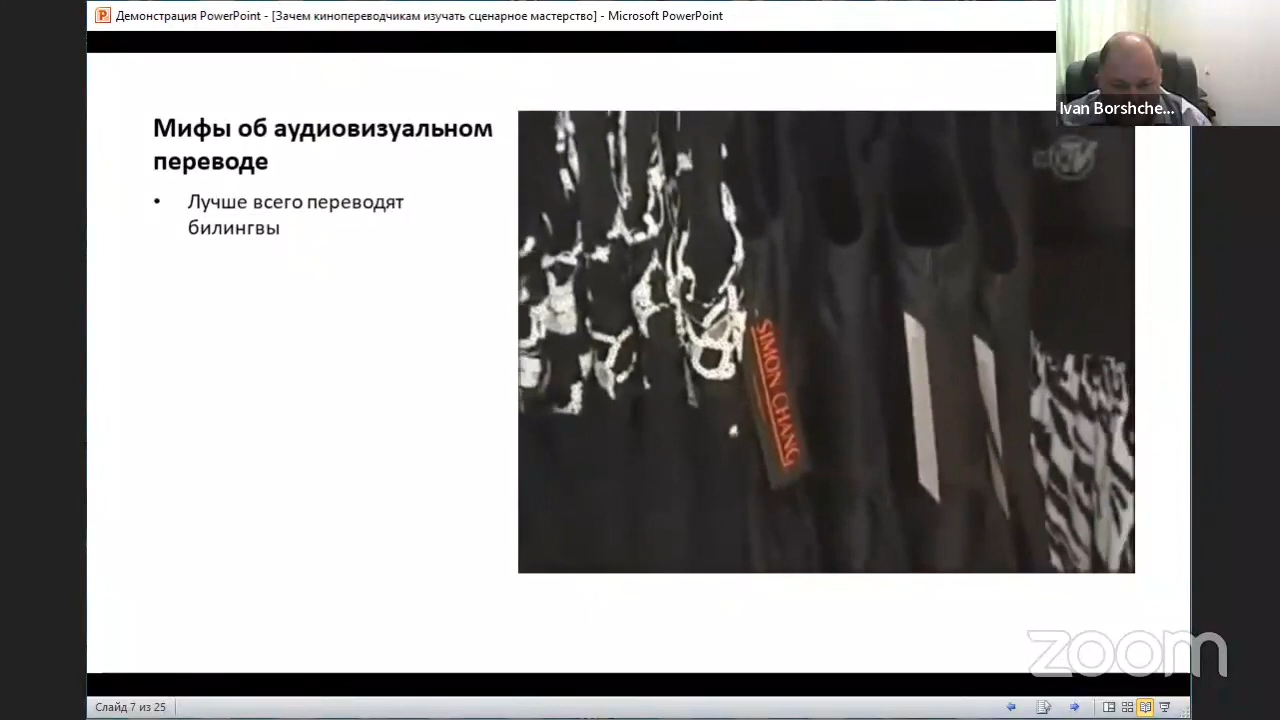 Демонстрация PowerPoint - [Зачем кинопереводчикам изучать сценарное мастерство] - Microsoft PowerPoint
Ivan Borshche...
Мифы об аудиовизуальном
переводе
• Лучше всего переводят
билингвы
SIMON CHANG
zoom
Слайд 7 из 25